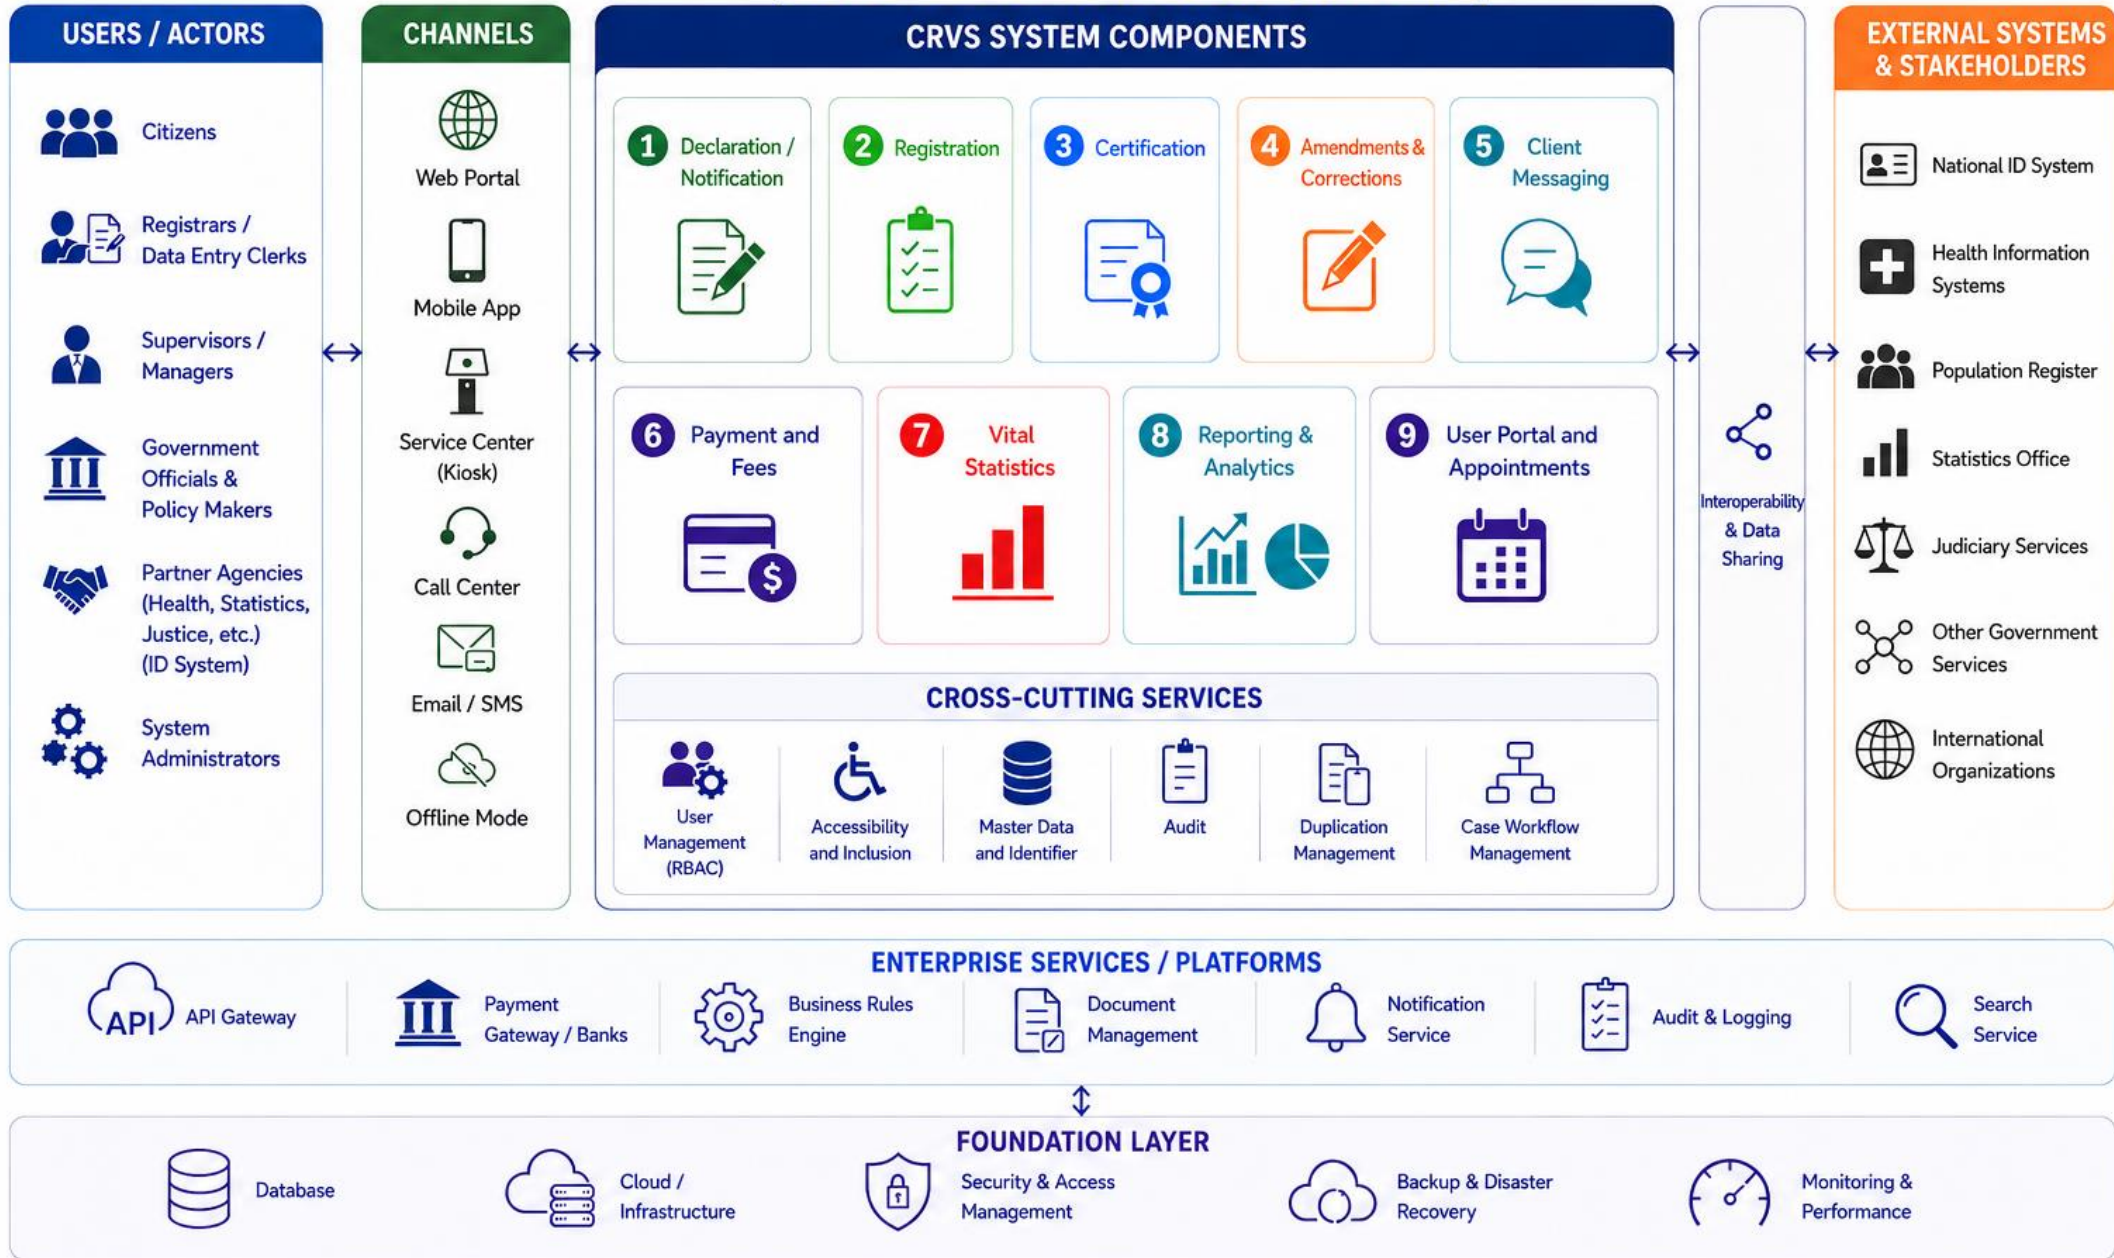 USERS / ACTORS
Citizens
Registrars /
Data Entry Clerks
Supervisors /
Managers
Government
Officials &
Policy Makers
Partner Agencies
(Health, Statistics,
Justice, etc.)
(ID System)
System
Administrators
CHANNELS
Web Portal
Mobile App
Service Center
(Kiosk)
Call Center
Email / SMS
Offline Mode
CRVS SYSTEM COMPONENTS
1
Declaration /
Notification
2
Registration
3
Certification
4
Amendments &
Corrections
5
Client
Messaging
6
Payment and
Fees
$
7
Vital
Statistics
8
Reporting &
Analytics
9
User Portal and
Appointments
CROSS-CUTTING SERVICES
User
Management
(RBAC)
Accessibility
and Inclusion
Master Data
and Identifier
Audit
Duplication
Management
Case Workflow
Management
Interoperability
& Data
Sharing
EXTERNAL SYSTEMS
& STAKEHOLDERS
National ID System
Health Information
Systems
Population Register
Statistics Office
Judiciary Services
Other Government
Services
International
Organizations
ENTERPRISE SERVICES / PLATFORMS
API
API Gateway
Payment
Gateway / Banks
Business Rules
Engine
Document
Management
Notification
Service
Audit & Logging
Search
Service
FOUNDATION LAYER
Database
Cloud /
Infrastructure
Security & Access
Management
Backup & Disaster
Recovery
Monitoring &
Performance